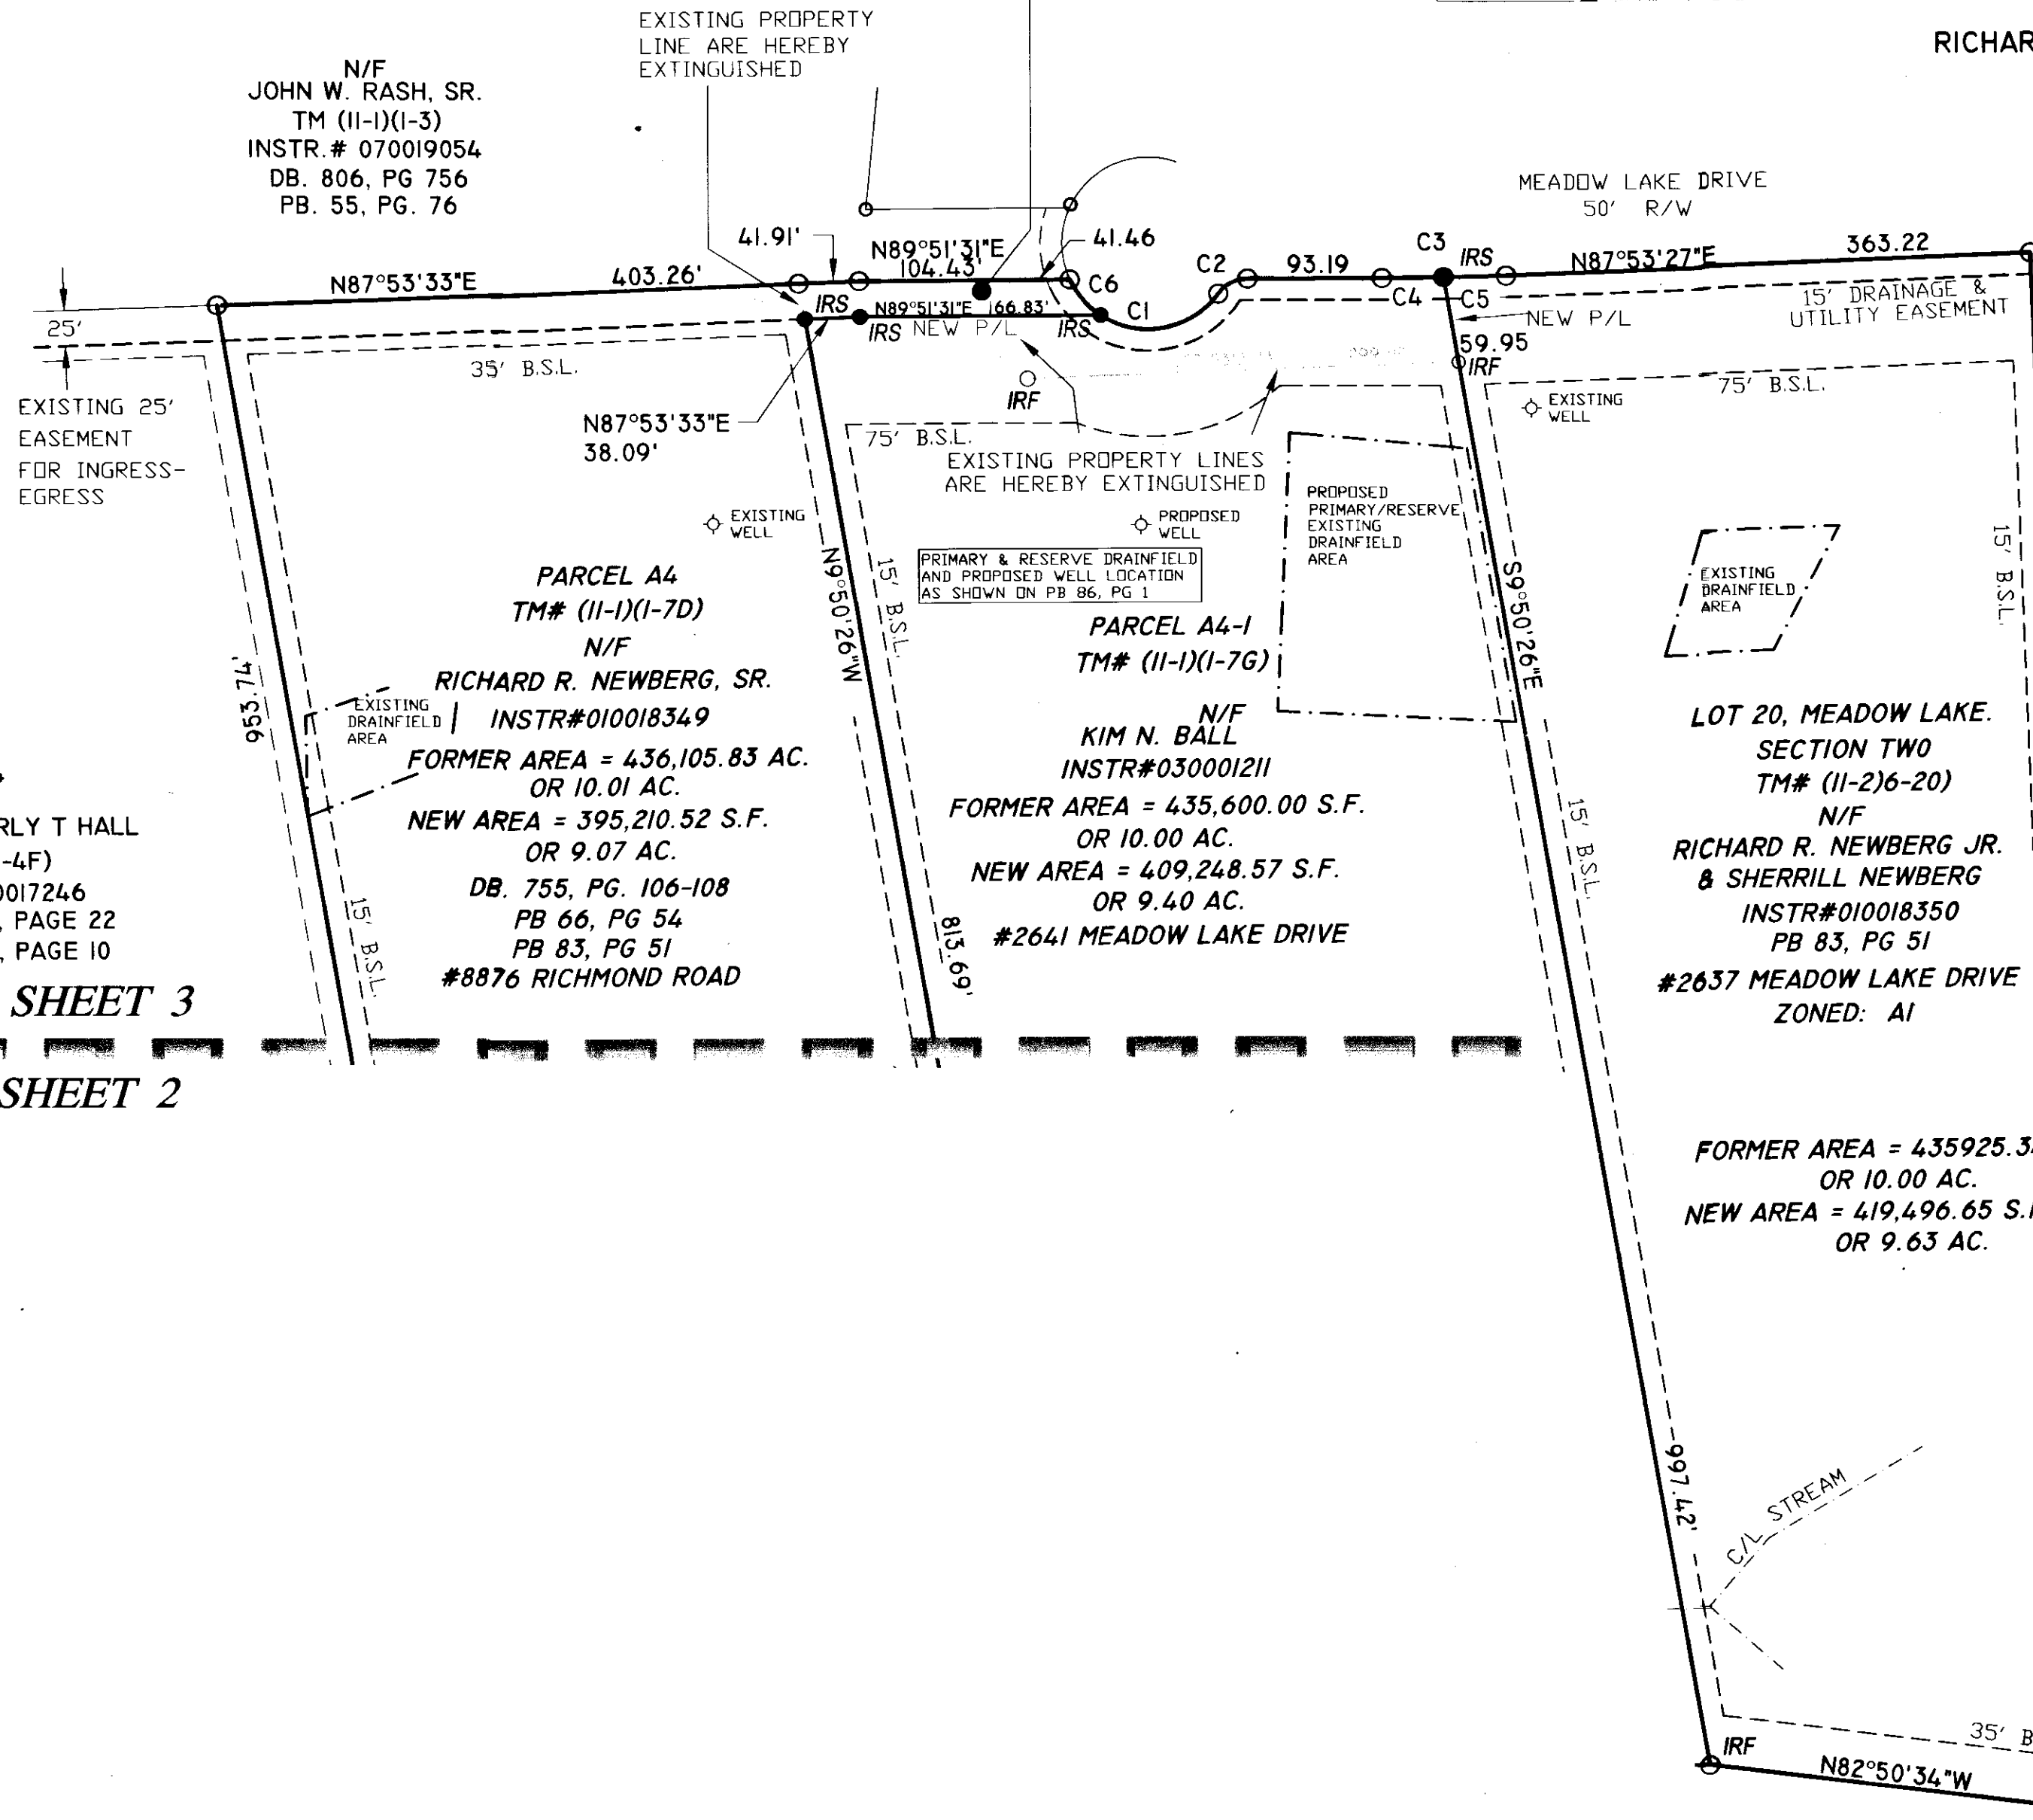 EXISTING PROPERTY
LINE ARE HEREBY
EXTINGUISHED
RICHAR
N/F
JOHN W. RASH, SR.
TM (11-1)(1-3)
INSTR.# 070019054
DB. 806, PG 756
PB. 55, PG. 76
MEADOW LAKE DRIVE
50' R/W
41.91'
N89°51'31"E
104.43'
41.46
N87°53'33"E
403.26'
C6
C1
C2
93.19
C3
C4
C5
IRS
N87°53'27"E
363.22
15' DRAINAGE &
UTILITY EASEMENT
25'
IRS
IRS
N89°51'31"E 166.83'
NEW P/L
IRS
NEW P/L
59.95
IRF
IRF
35' B.S.L.
75' B.S.L.
75' B.S.L.
EXISTING 25'
EASEMENT
FOR INGRESS-
EGRESS
N87°53'33"E
38.09'
EXISTING PROPERTY LINES
ARE HEREBY EXTINGUISHED
EXISTING
WELL
EXISTING
WELL
PROPOSED
WELL
PROPOSED
PRIMARY/RESERVE
EXISTING
DRAINFIELD
AREA
PRIMARY & RESERVE DRAINFIELD
AND PROPOSED WELL LOCATION
AS SHOWN ON PB 86, PG 1
N9°50'26"W
15' B.S.L.
S9°50'26"E
15' B.S.L.
EXISTING
DRAINFIELD
AREA
PARCEL A4
TM# (11-1)(1-7D)
N/F
RICHARD R. NEWBERG, SR.
INSTR#010018349
EXISTING
DRAINFIELD
AREA
FORMER AREA = 436,105.83 AC.
OR 10.01 AC.
NEW AREA = 395,210.52 S.F.
OR 9.07 AC.
DB. 755, PG. 106-108
PB 66, PG 54
PB 83, PG 51
#8876 RICHMOND ROAD
953.74'
15' B.S.L.
PARCEL A4-1
TM# (11-1)(1-7G)
N/F
KIM N. BALL
INSTR#030001211
FORMER AREA = 435,600.00 S.F.
OR 10.00 AC.
NEW AREA = 409,248.57 S.F.
OR 9.40 AC.
#2641 MEADOW LAKE DRIVE
813.69'
15' B.S.L.
LOT 20, MEADOW LAKE.
SECTION TWO
TM# (11-2)6-20)
N/F
RICHARD R. NEWBERG JR.
& SHERRILL NEWBERG
INSTR#010018350
PB 83, PG 51
#2637 MEADOW LAKE DRIVE
ZONED: A1
RLY T HALL
-4F)
0017246
, PAGE 22
, PAGE 10
SHEET 3
SHEET 2
FORMER AREA = 435925.3
OR 10.00 AC.
NEW AREA = 419,496.65 S.
OR 9.63 AC.
997.42'
C/L STREAM
35' B
IRF
N82°50'34"W